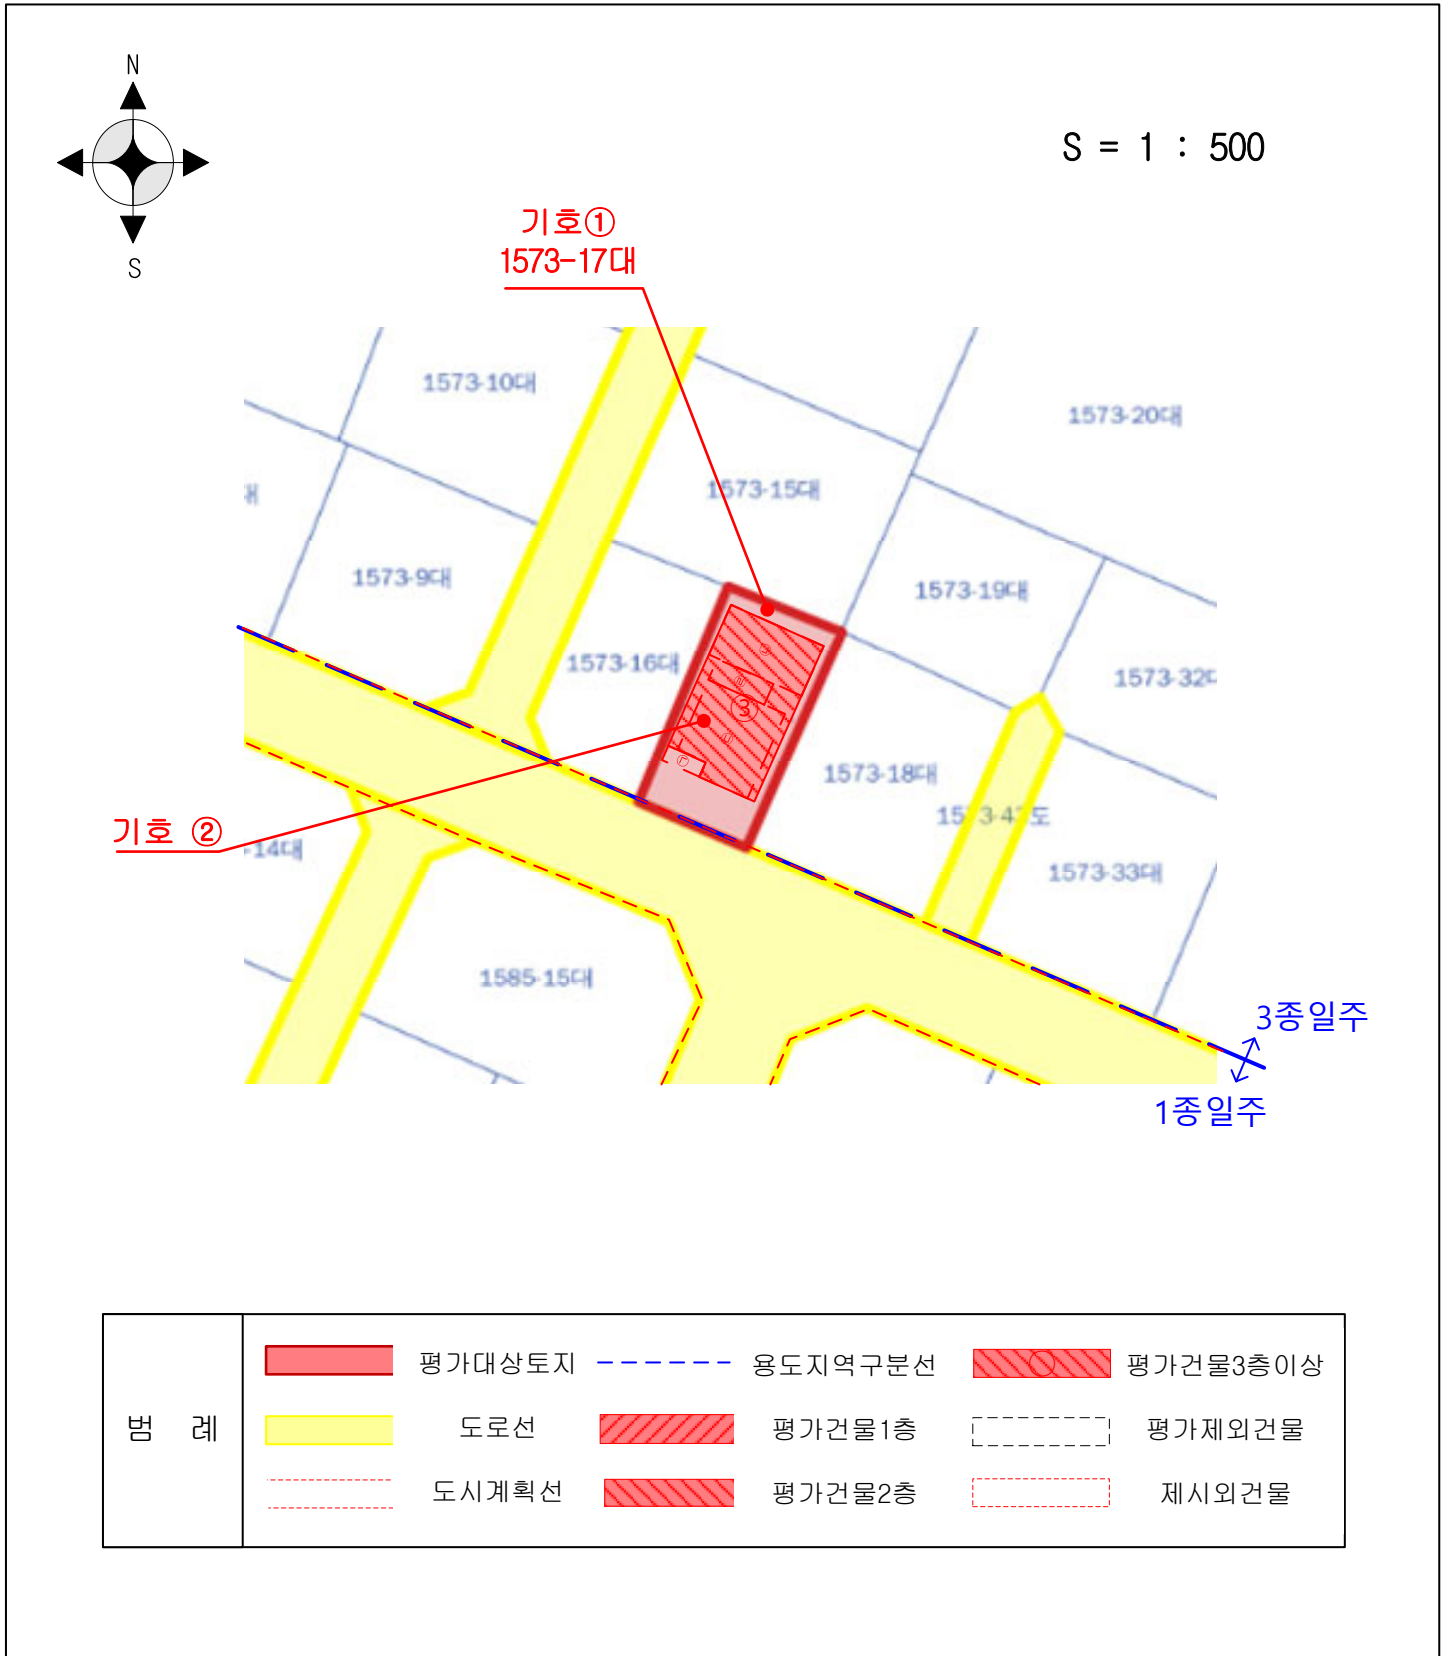 N
S
S = 1 : 500
기호①
1573-17대
1573-10대
1573-20대
1573-15대
1573-9대
1573-19대
1573-16대
1573-32
③
ⓛ
1573-18대
기호 ②
-14대
1573-33대
1585-15대
3종일주
1종일주
범 례
평가대상토지
용도지역구분선
평가건물3층이상
도로선
평가건물1층
평가제외건물
도시계획선
평가건물2층
제시외건물